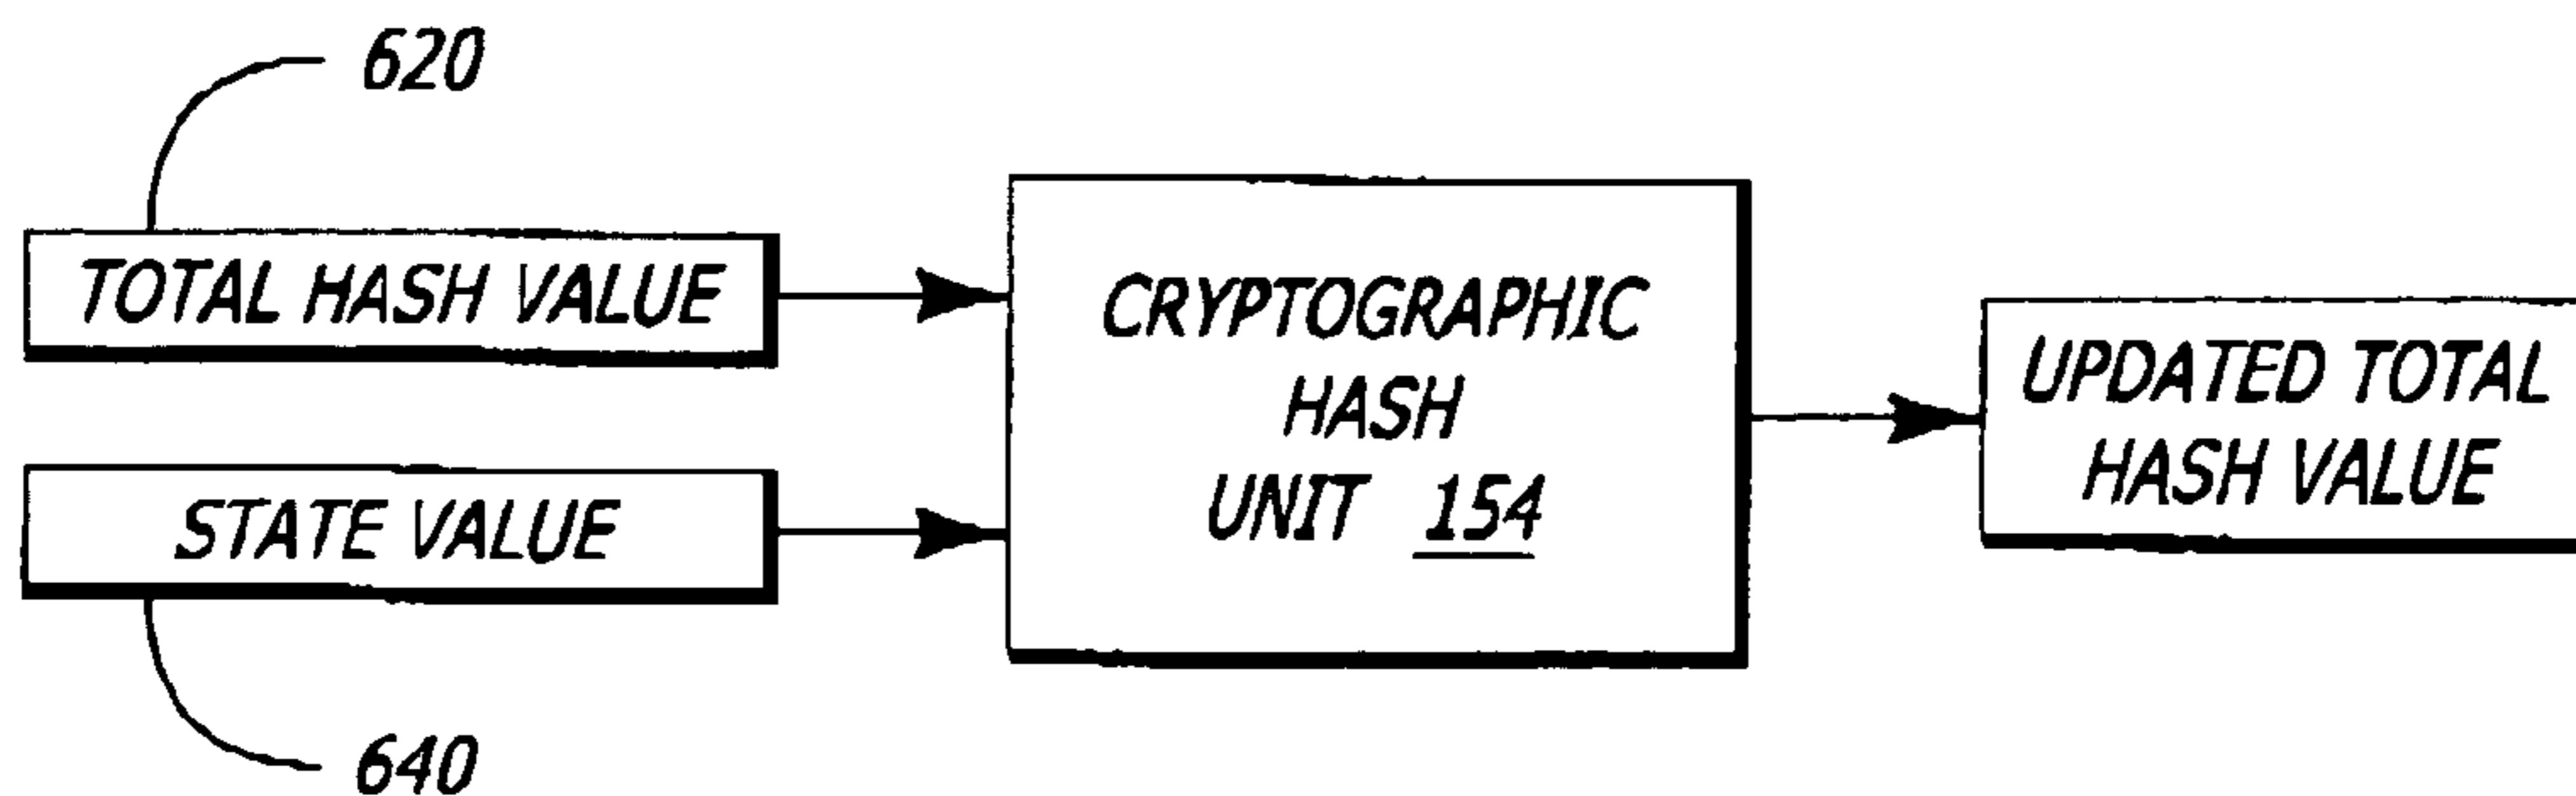 620
TOTAL HASH VALUE
STATE VALUE
640
CRYPTOGRAPHIC
HASH
UNIT 154
UPDATED TOTAL
HASH VALUE